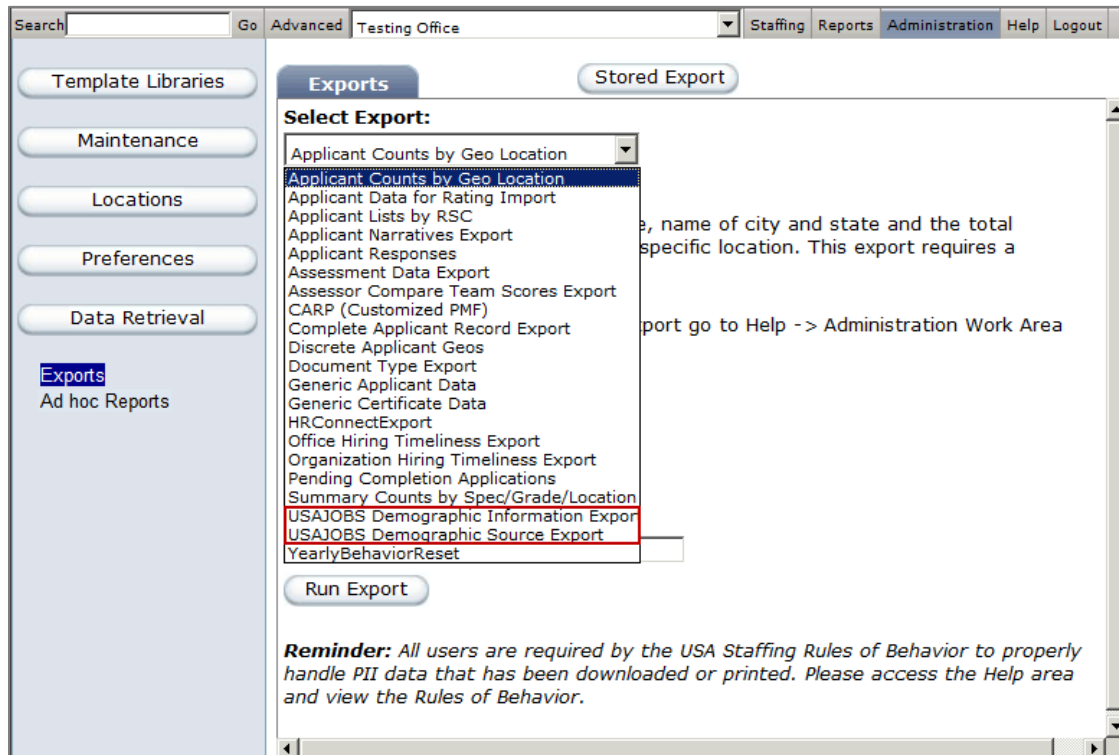 Search Go Advanced Testing Office Staffing Reports Administration Help Logout
Template Libraries
Maintenance
Locations
Preferences
Data Retrieval
Exports
Ad hoc Reports
Exports Stored Export
Select Export:
Applicant Counts by Geo Location
Applicant Counts by Geo Location
Applicant Data for Rating Import
Applicant Lists by RSC
Applicant Narratives Export
Applicant Responses
Assessment Data Export
Assessor Compare Team Scores Export
CARP (Customized PMF)
Complete Applicant Record Export
Discrete Applicant Geos
Document Type Export
Generic Applicant Data
Generic Certificate Data
HRConnectExport
Office Hiring Timeliness Export
Organization Hiring Timeliness Export
Pending Completion Applications
Summary Counts by Spec/Grade/Location
USAJOBS Demographic Information Expor
USAJOBS Demographic Source Export
YearlyBehaviorReset
, name of city and state and the total
specific location. This export requires a
port go to Help -> Administration Work Area
Run Export
Reminder: All users are required by the USA Staffing Rules of Behavior to properly
handle PII data that has been downloaded or printed. Please access the Help area
and view the Rules of Behavior.